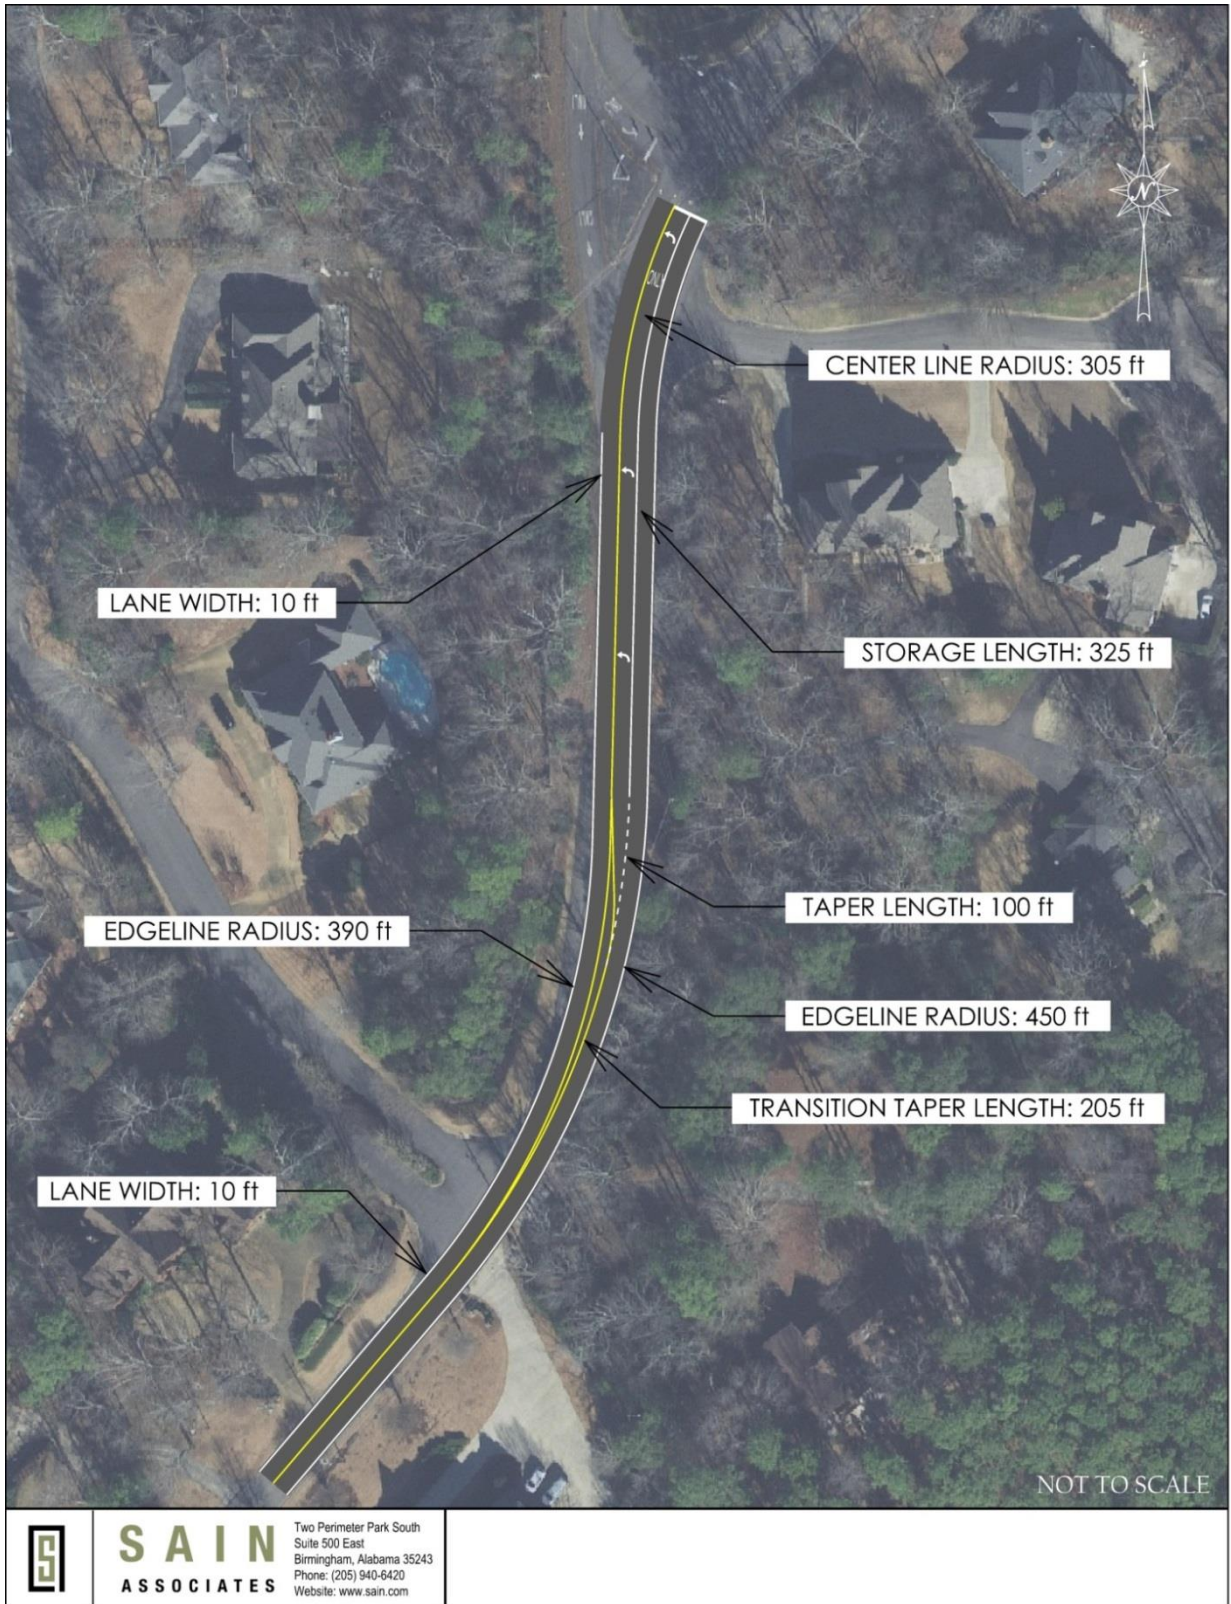 N
ONLY
CENTER LINE RADIUS: 305 ft
LANE WIDTH: 10 ft
STORAGE LENGTH: 325 ft
TAPER LENGTH: 100 ft
EDGELINE RADIUS: 390 ft
EDGELINE RADIUS: 450 ft
TRANSITION TAPER LENGTH: 205 ft
LANE WIDTH: 10 ft
NOT TO SCALE
S
SAIN
ASSOCIATES
Two Perimeter Park South
Suite 500 East
Birmingham, Alabama 35243
Phone: (205) 940-6420
Website: www.sain.com